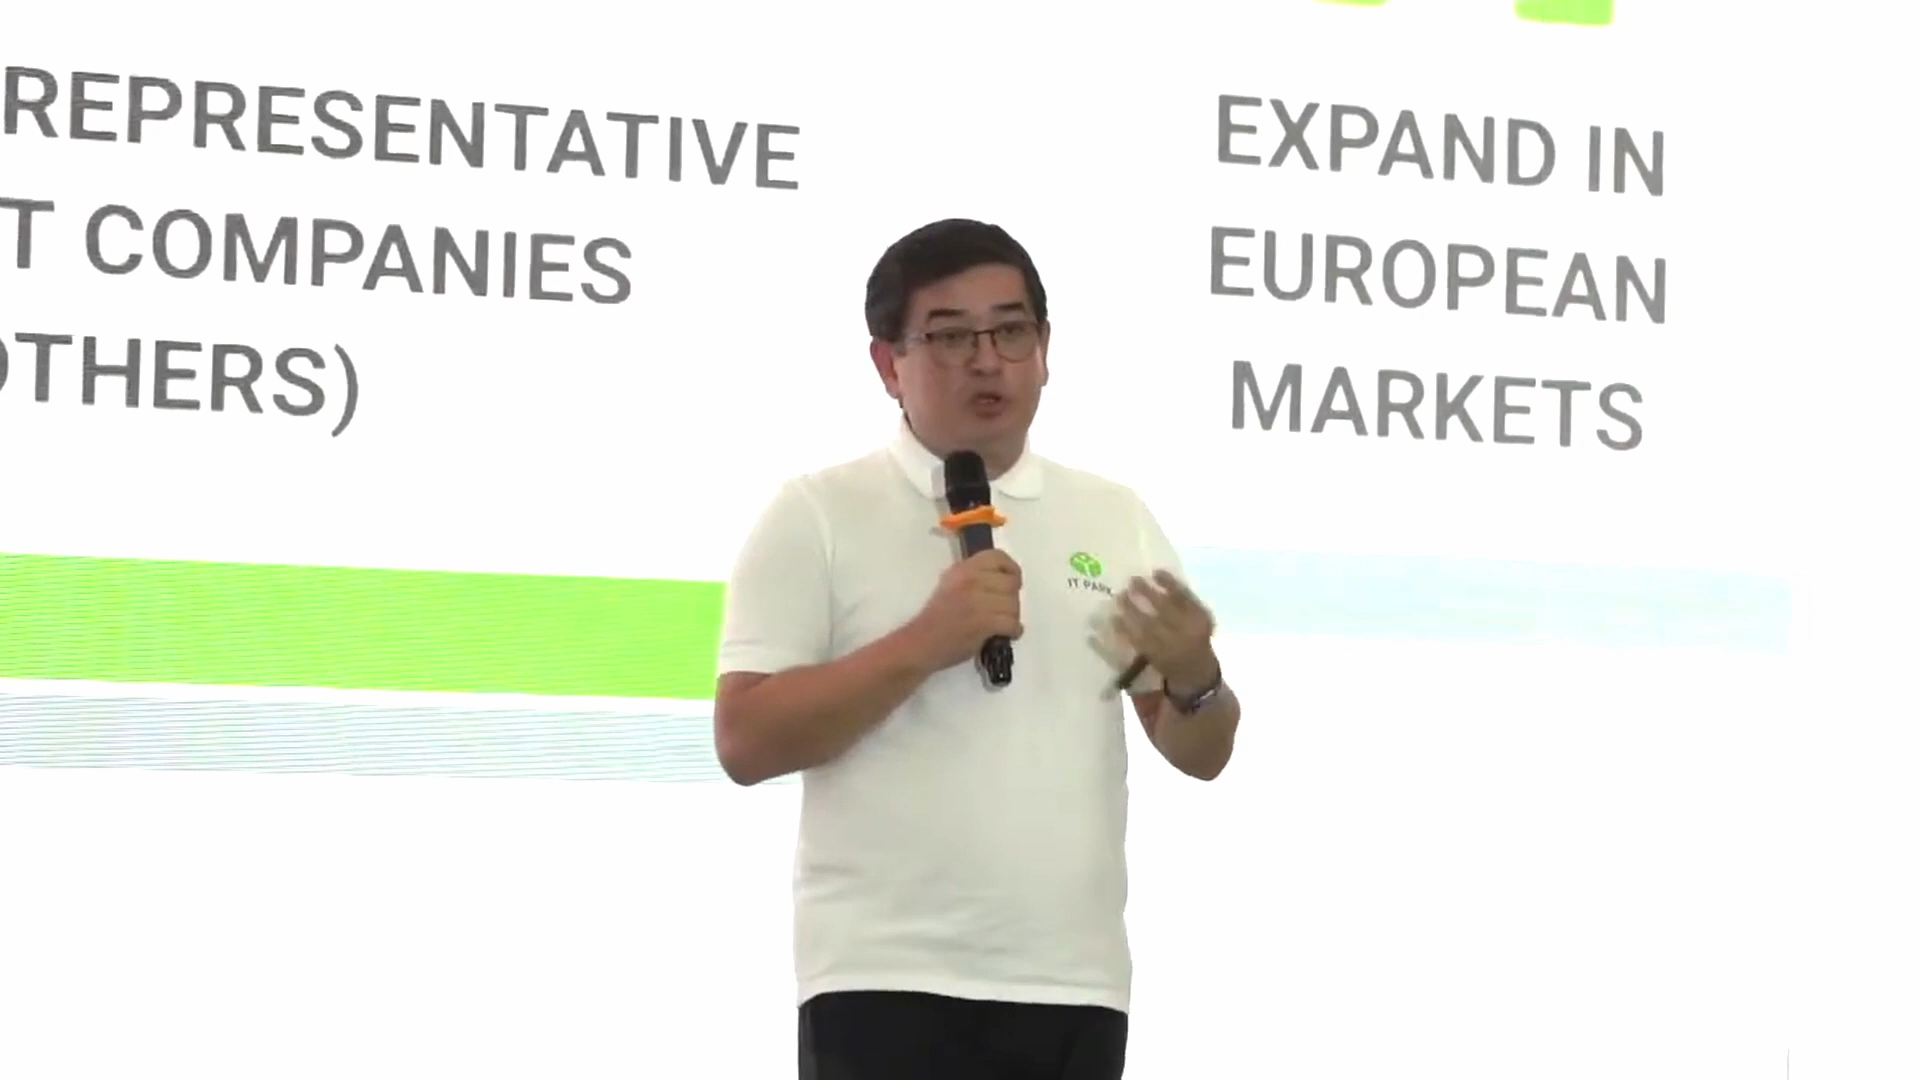 REPRESENTATIVE
T COMPANIES
OTHERS)
EXPAND IN
EUROPEAN
MARKETS
IT PARK